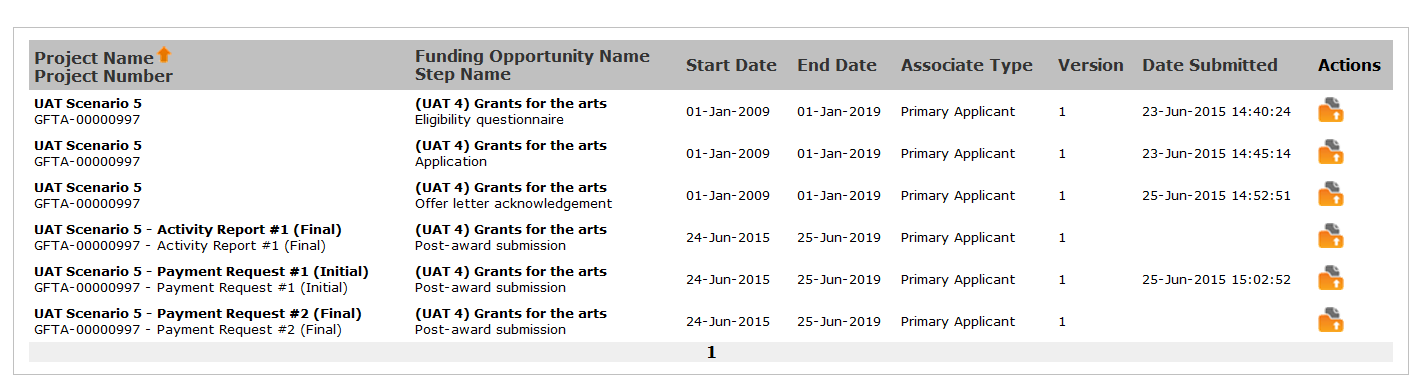 Project Name
Project Number
Funding Opportunity Name
Step Name
Start Date
End Date
Associate Type
Version
Date Submitted
Actions
UAT Scenario 5
GFTA-00000997
(UAT 4) Grants for the arts
Eligibility questionnaire
01-Jan-2009
01-Jan-2019
Primary Applicant
1
23-Jun-2015 14:40:24
UAT Scenario 5
GFTA-00000997
(UAT 4) Grants for the arts
Application
01-Jan-2009
01-Jan-2019
Primary Applicant
1
23-Jun-2015 14:45:14
UAT Scenario 5
GFTA-00000997
(UAT 4) Grants for the arts
Offer letter acknowledgement
01-Jan-2009
01-Jan-2019
Primary Applicant
1
25-Jun-2015 14:52:51
UAT Scenario 5 - Activity Report #1 (Final)
GFTA-00000997 - Activity Report #1 (Final)
(UAT 4) Grants for the arts
Post-award submission
24-Jun-2015
25-Jun-2019
Primary Applicant
1
UAT Scenario 5 - Payment Request #1 (Initial)
GFTA-00000997 - Payment Request #1 (Initial)
(UAT 4) Grants for the arts
Post-award submission
24-Jun-2015
25-Jun-2019
Primary Applicant
1
25-Jun-2015 15:02:52
UAT Scenario 5 - Payment Request #2 (Final)
GFTA-00000997 - Payment Request #2 (Final)
(UAT 4) Grants for the arts
Post-award submission
24-Jun-2015
25-Jun-2019
Primary Applicant
1
1